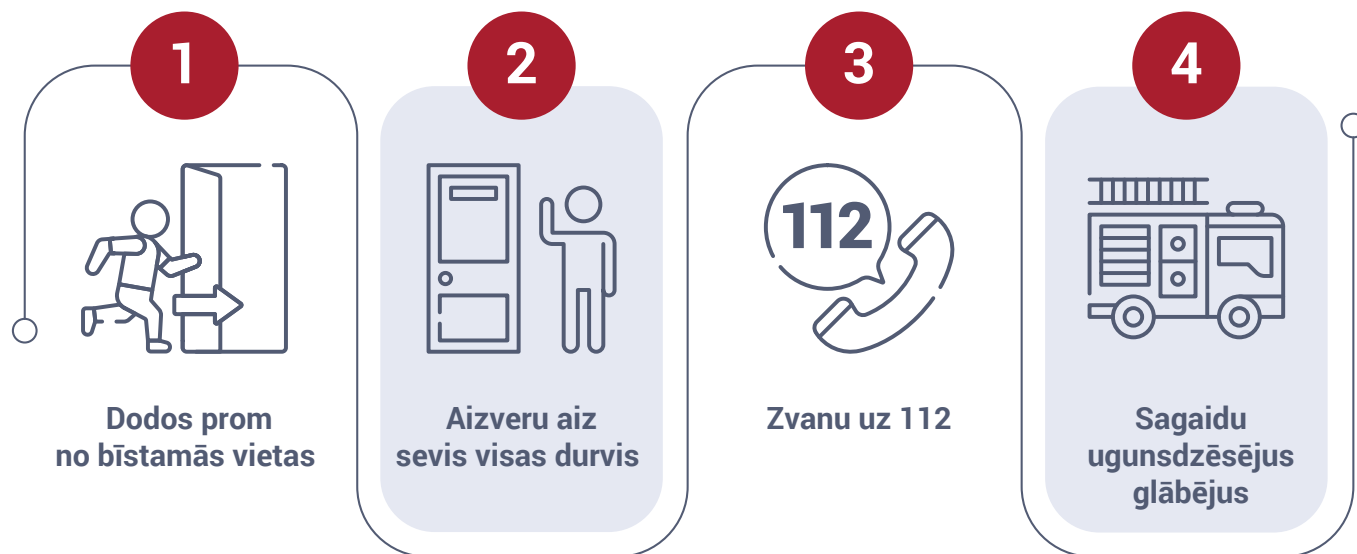 1
Dodos prom
no bīstamās vietas
2
Aizveru aiz
sevis visas durvis
3
112
Zvanu uz 112
4
Sagaidu
ugunsdzēsējus
glābējus